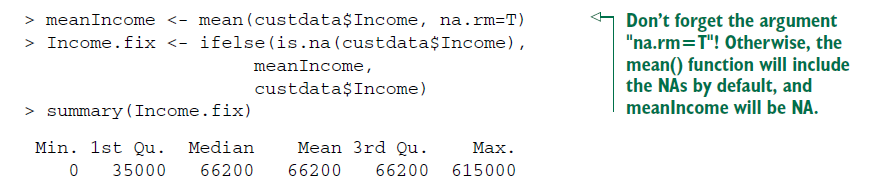 > meanIncome <- mean(custdata$Income, na.rm=T)
> Income.fix <- ifelse(is.na(custdata$Income),
meanIncome,
custdata$Income)
> summary(Income.fix)
Min. 1st Qu. Median Mean 3rd Qu. Max.
0 35000 66200 66200 66200 615000
Don’t forget the argument
"na.rm=T"! Otherwise, the
mean() function will include
the NAs by default, and
meanIncome will be NA.